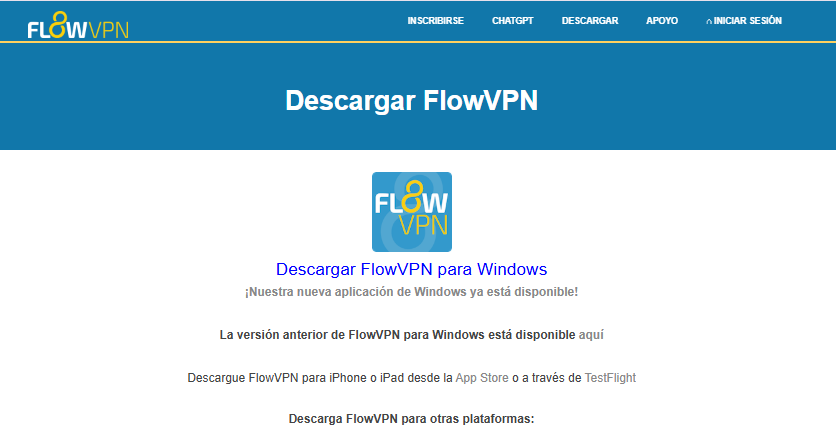 FL8W VPN
INSCRIBIRSE CHATGPT DESCARGAR APOYO INICIAR SESIÓN
Descargar FlowVPN
FL8W
VPN
Descargar FlowVPN para Windows
¡Nuestra nueva aplicación de Windows ya está disponible!
La versión anterior de FlowVPN para Windows está disponible aquí
Descargue FlowVPN para iPhone o iPad desde la App Store o a través de TestFlight
Descarga FlowVPN para otras plataformas: